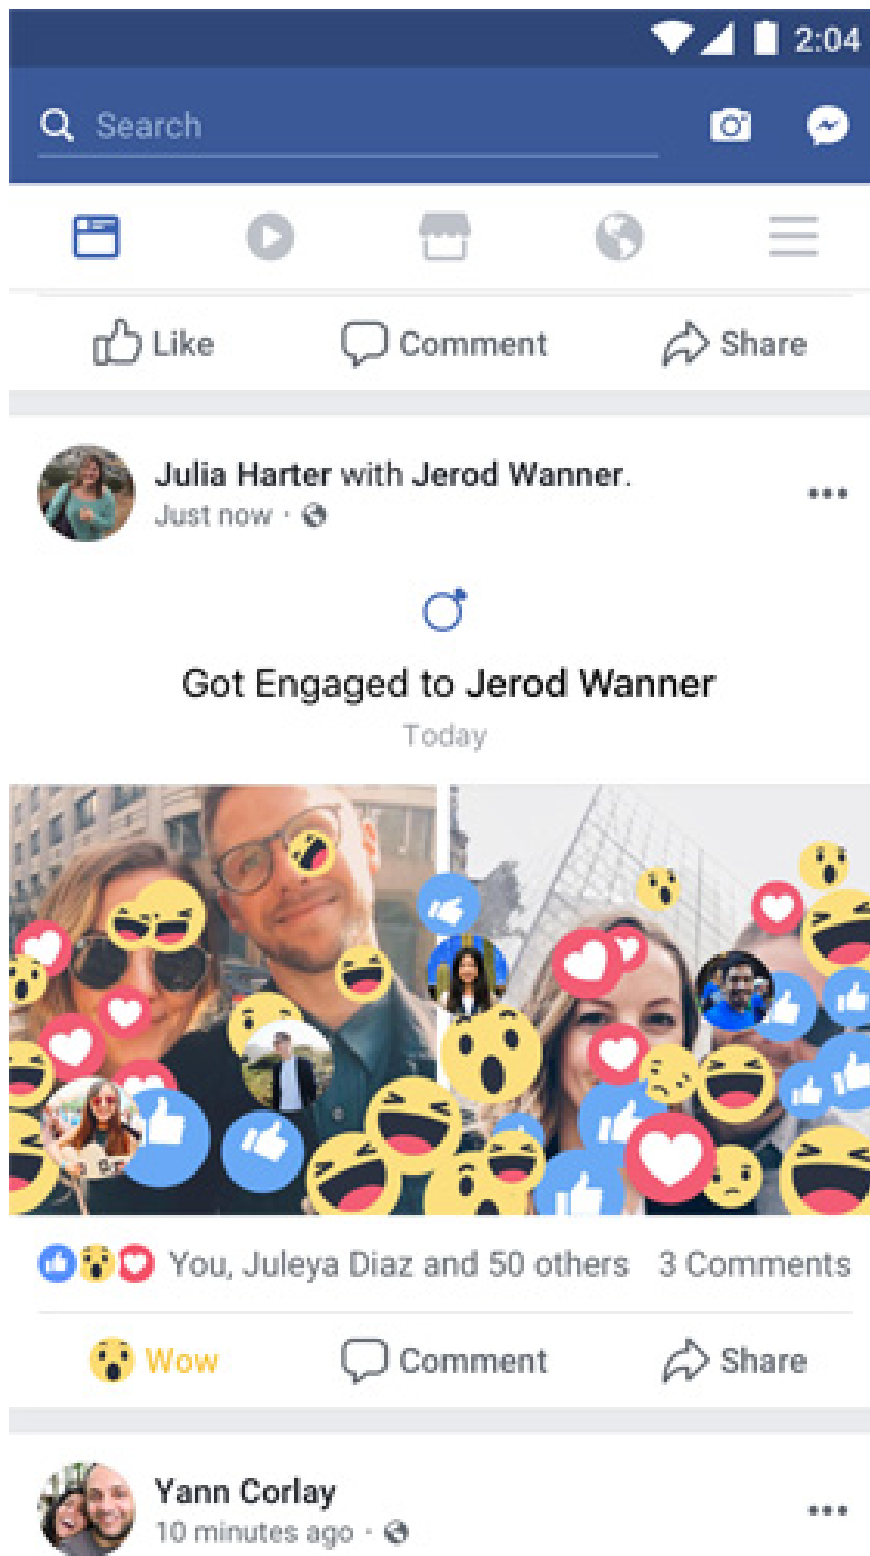 2:04
Search
Like Comment Share
Julia Harter with Jerod Wanner.
Just now ·
Got Engaged to Jerod Wanner
Today
You, Juleya Diaz and 50 others 3 Comments
Wow Comment Share
Yann Corlay
10 minutes ago ·